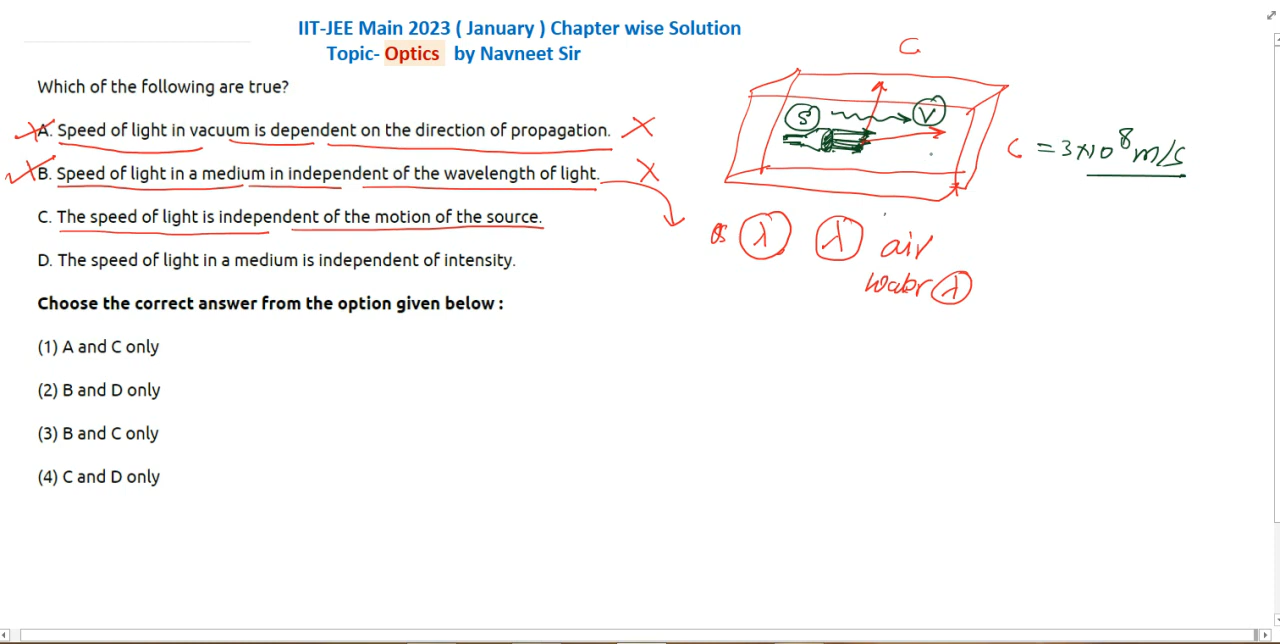 IIT-JEE Main 2023 ( January ) Chapter wise Solution
Topic- Optics by Navneet Sir
Which of the following are true?
A. Speed of light in vacuum is dependent on the direction of propagation.
B. Speed of light in a medium in independent of the wavelength of light.
C. The speed of light is independent of the motion of the source.
D. The speed of light in a medium is independent of intensity.
Choose the correct answer from the option given below :
(1) A and C only
(2) B and D only
(3) B and C only
(4) C and D only
C
S V
C = 3×10⁸ m/s
λ λ air
water λ